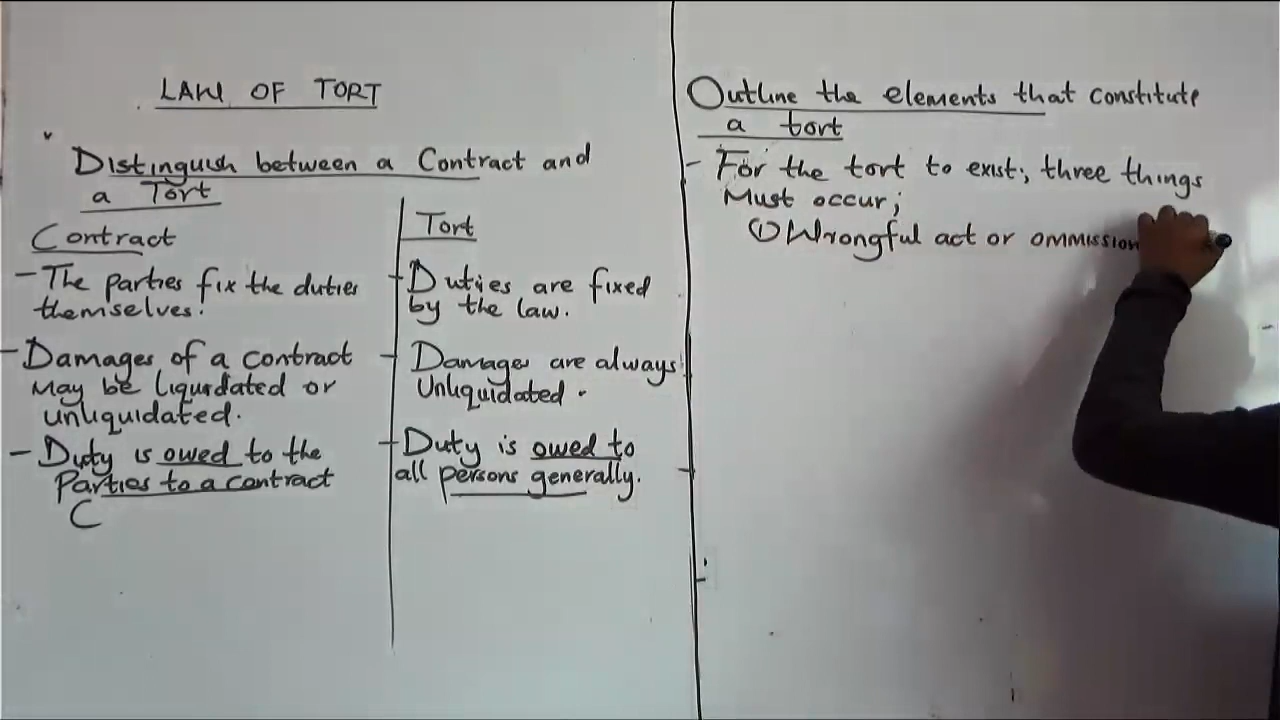 LAW OF TORT
Distinguish between a Contract and
a Tort
Contract
- The parties fix the duties
themselves.
- Damages of a contract
May be liquidated or
unliquidated.
- Duty is owed to the
Parties to a contract
C
Tort
- Duties are fixed
by the law.
- Damages are always
Unliquidated.
- Duty is owed to
all persons generally.
Outline the elements that constitute
a tort
- For the tort to exist; three things
Must occur;
① Wrongful act or ommission